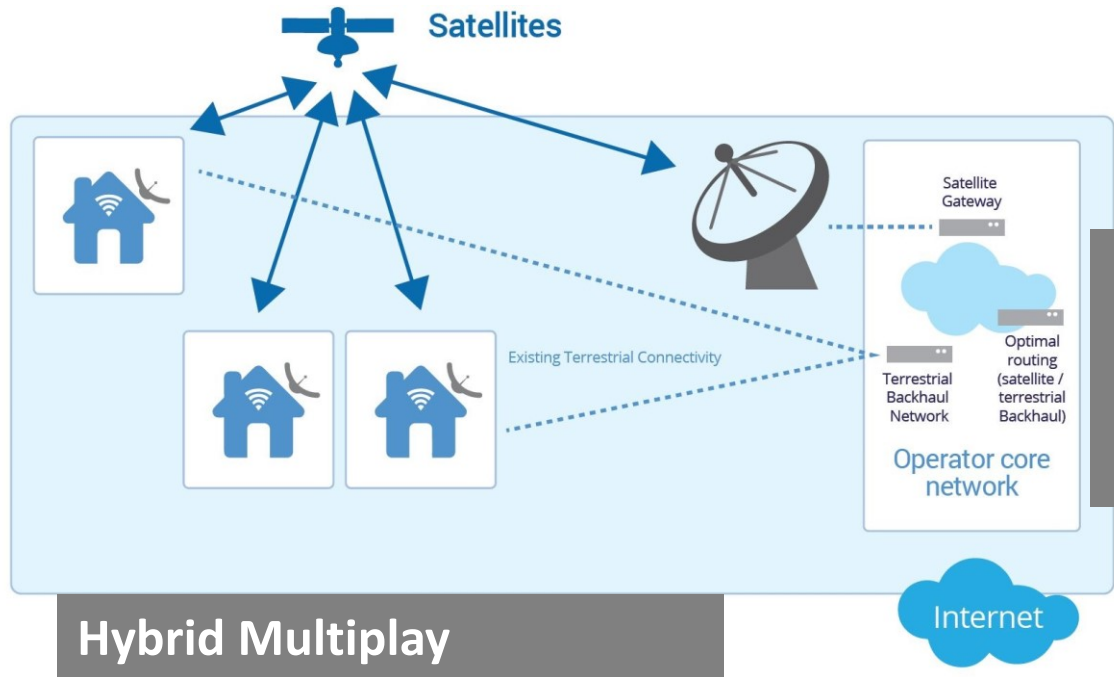 Satellites
Satellite
Gateway
Existing Terrestrial Connectivity
Terrestrial
Backhaul
Network
Optimal
routing
(satellite /
terrestrial
Backhaul)
Operator core
network
Internet
Hybrid Multiplay